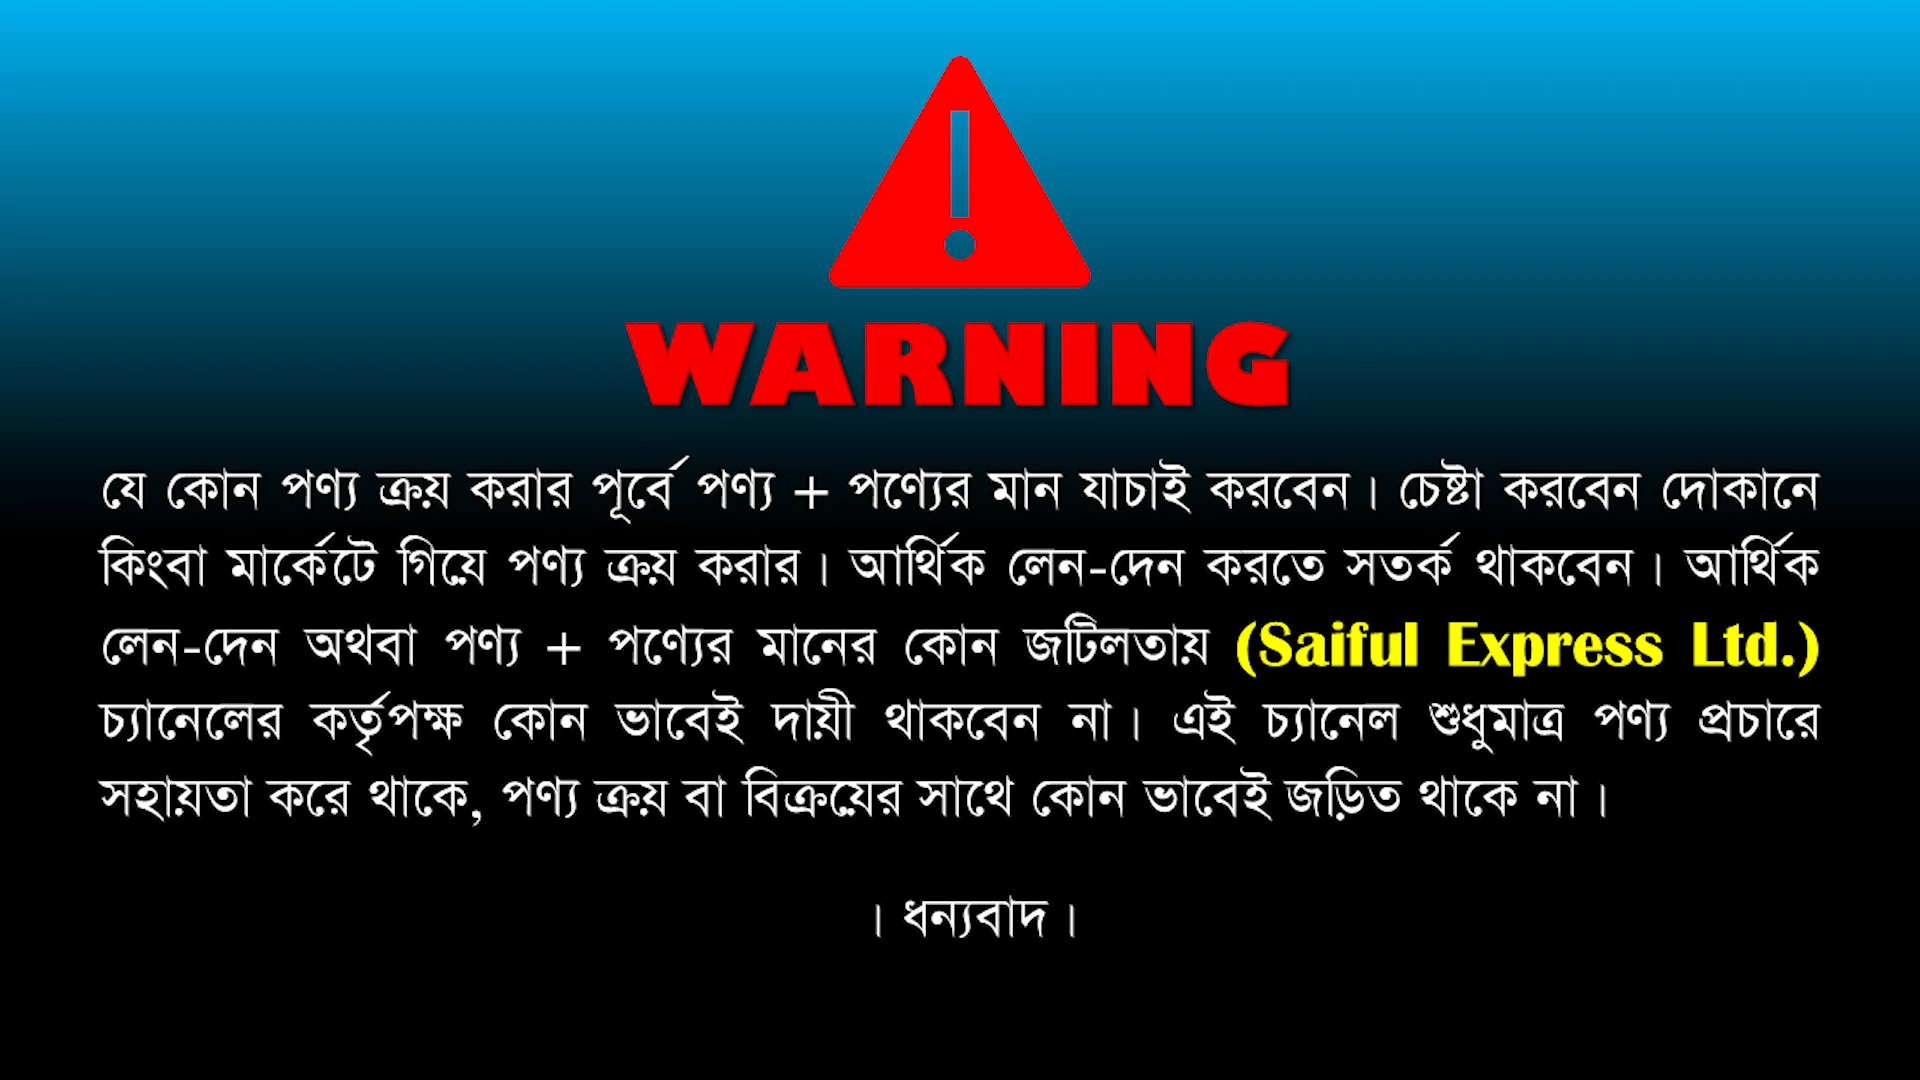 WARNING
যে কোন পণ্য ক্রয় করার পূর্বে পণ্য + পণ্যের মান যাচাই করবেন। চেষ্টা করবেন দোকানে
কিংবা মার্কেটে গিয়ে পণ্য ক্রয় করার। আর্থিক লেন-দেন করতে সতর্ক থাকবেন। আর্থিক
লেন-দেন অথবা পণ্য + পণ্যের মানের কোন জটিলতায় (Saiful Express Ltd.)
চ্যানেলের কর্তৃপক্ষ কোন ভাবেই দায়ী থাকবেন না। এই চ্যানেল শুধুমাত্র পণ্য প্রচারে
সহায়তা করে থাকে, পণ্য ক্রয় বা বিক্রয়ের সাথে কোন ভাবেই জড়িত থাকে না।
। ধন্যবাদ।